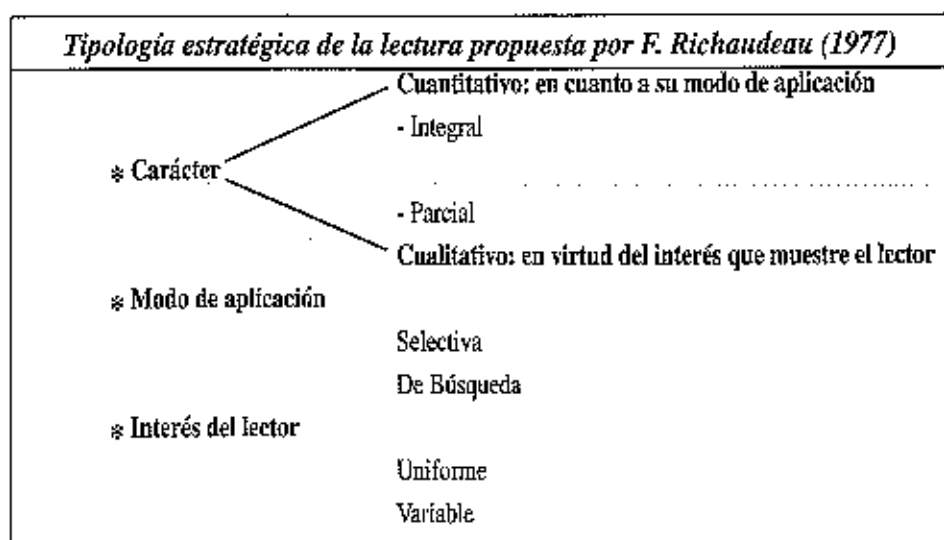 Tipología estratégica de la lectura propuesta por F. Richaudeau (1977)
Cuantitativo: en cuanto a su modo de aplicación
- Integral
* Carácter
- Parcial
Cualitativo: en virtud del interés que muestre el lector
* Modo de aplicación
Selectiva
De Búsqueda
* Interés del lector
Uniforme
Variable